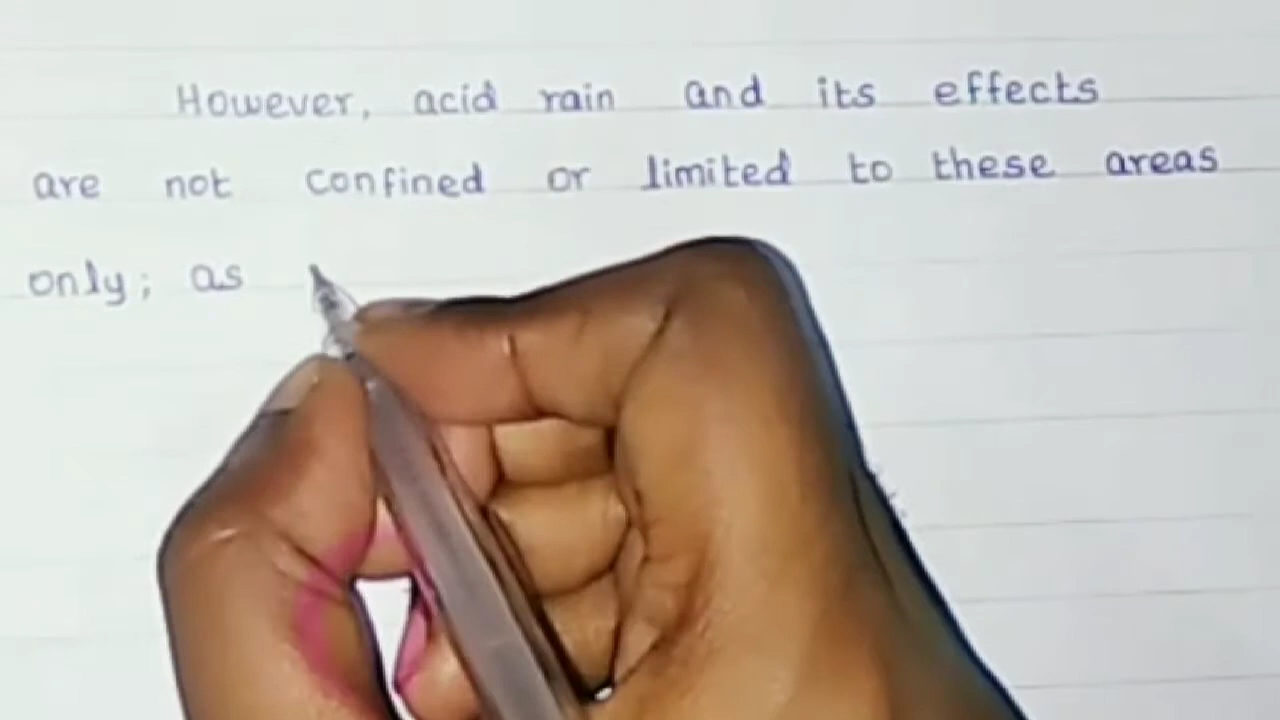 However, acid rain and its effects
are not confined or limited to these areas
only; as